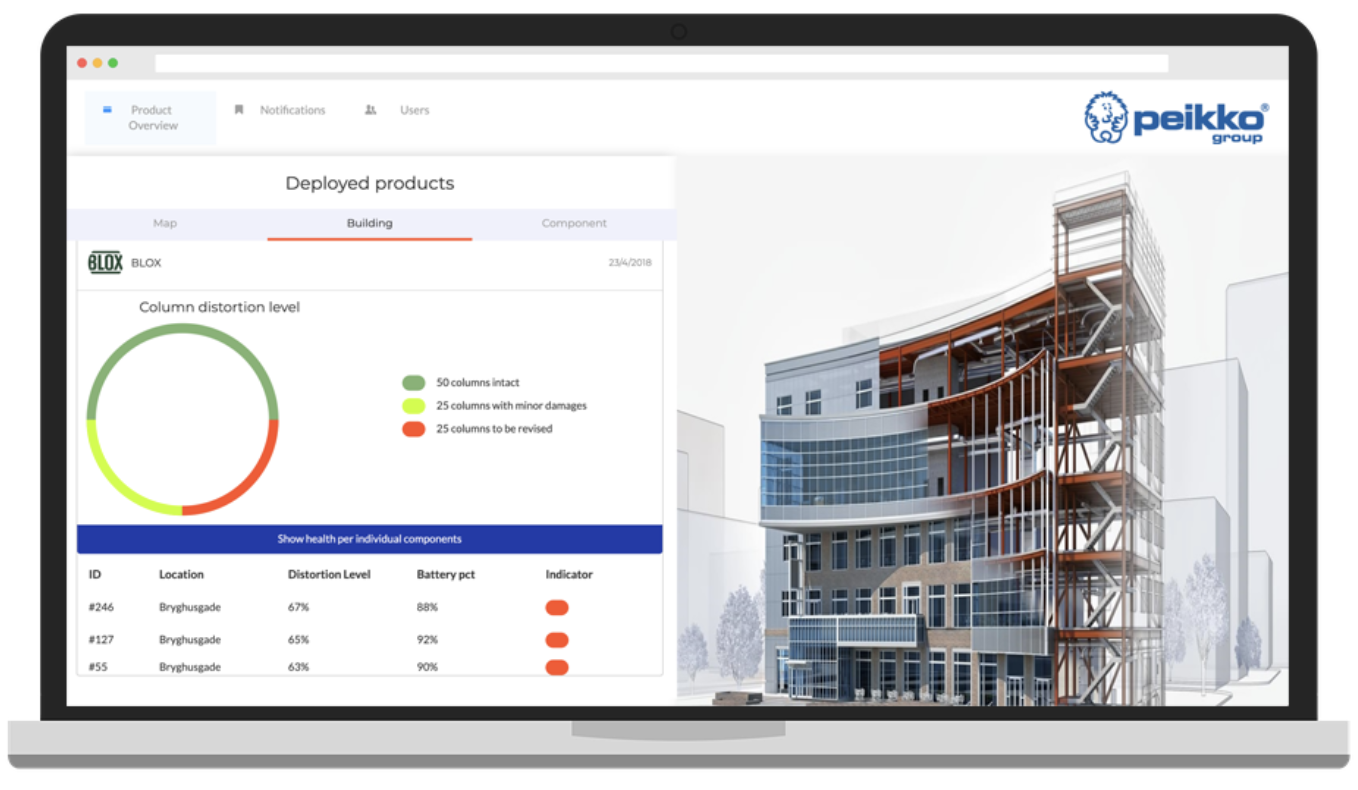 Product
Overview
Notifications
Users
peikko®
group
Deployed products
Map
Building
Component
BLOX
BLOX
23/4/2018
Column distortion level
50 columns intact
25 columns with minor damages
25 columns to be revised
Show health per individual components
ID Location Distortion Level Battery pct Indicator
#246 Bryghusgade 67% 88%
#127 Bryghusgade 65% 92%
#55 Bryghusgade 63% 90%